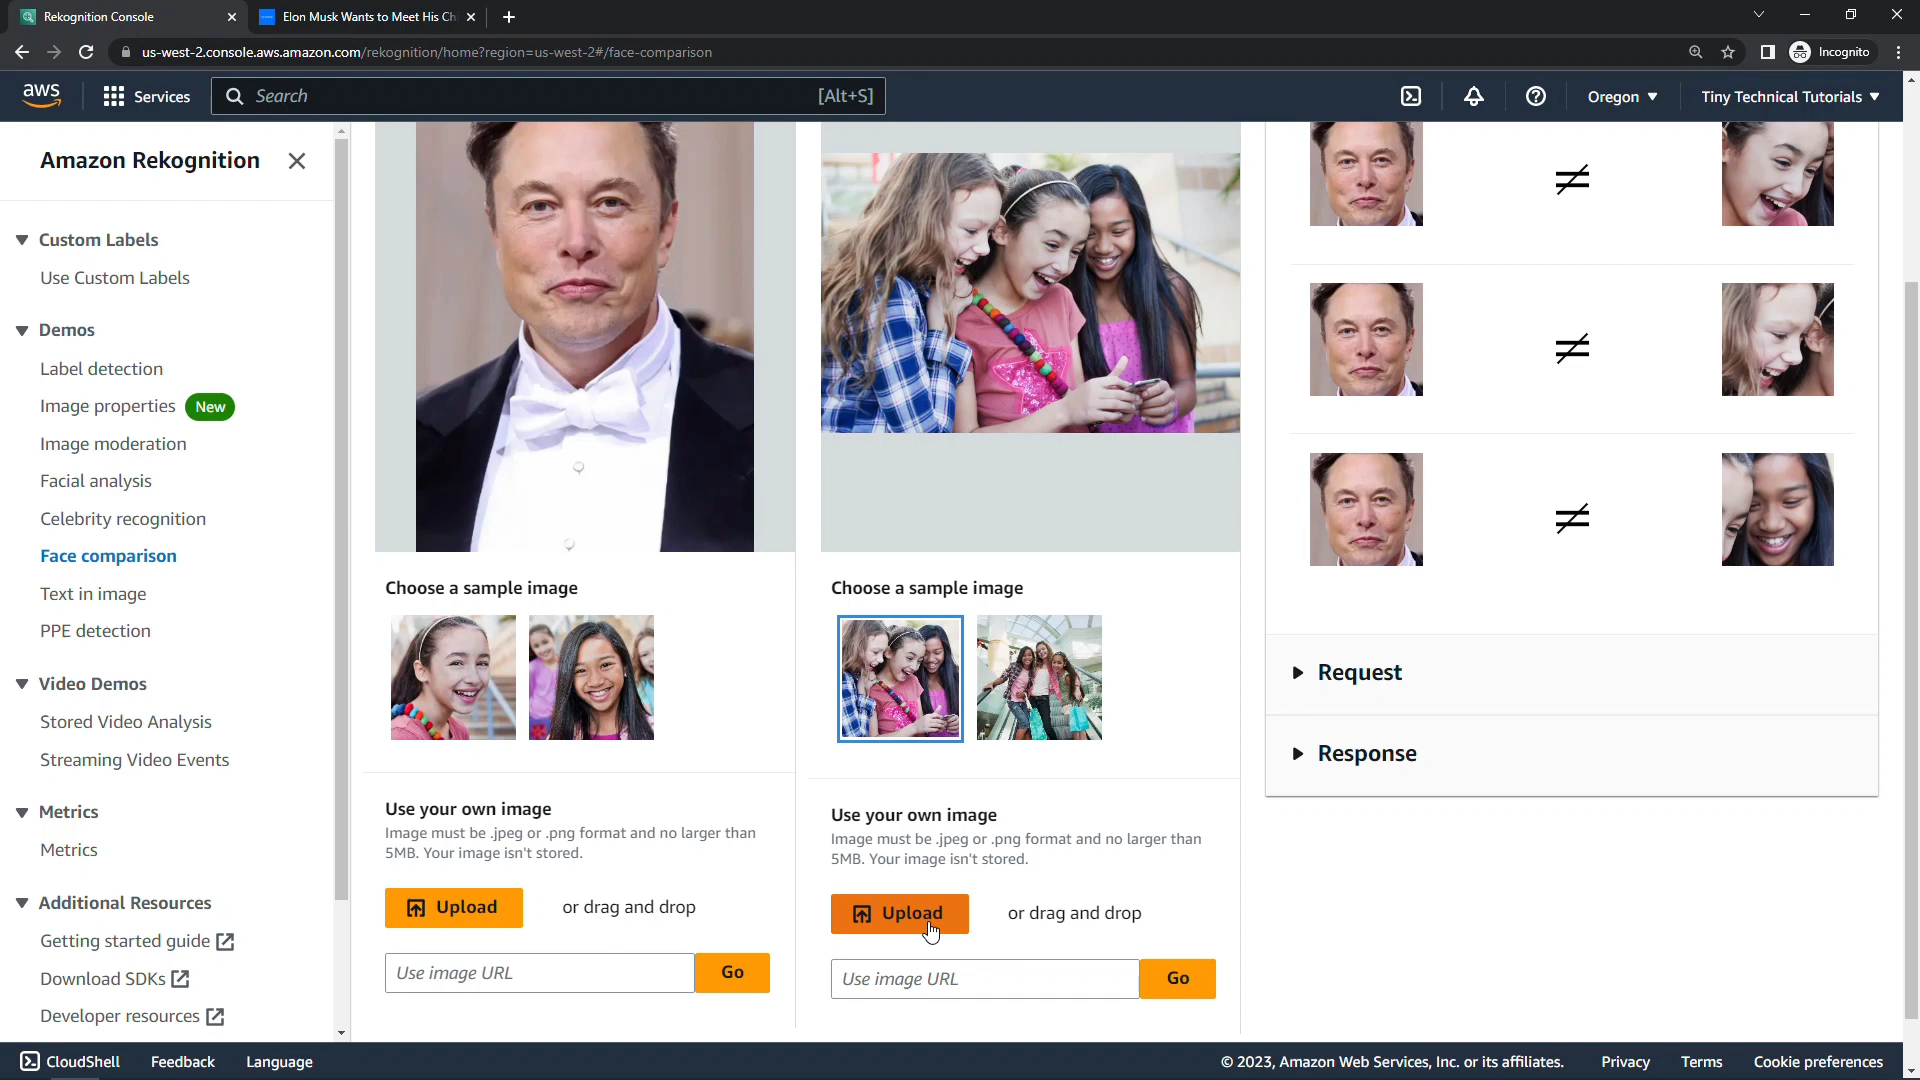 Rekognition Console
Elon Musk Wants to Meet His Ch
us-west-2.console.aws.amazon.com/rekognition/home?region=us-west-2#/face-comparison
Incognito
aws
Services
Search
[Alt+S]
Oregon
Tiny Technical Tutorials
Amazon Rekognition
Custom Labels
Use Custom Labels
Demos
Label detection
Image properties New
Image moderation
Facial analysis
Celebrity recognition
Face comparison
Text in image
PPE detection
Video Demos
Stored Video Analysis
Streaming Video Events
Metrics
Metrics
Additional Resources
Getting started guide
Download SDKs
Developer resources
Choose a sample image
Use your own image
Image must be .jpeg or .png format and no larger than
5MB. Your image isn't stored.
Upload
or drag and drop
Use image URL
Go
Choose a sample image
Use your own image
Image must be .jpeg or .png format and no larger than
5MB. Your image isn't stored.
Upload
or drag and drop
Use image URL
Go
≠
≠
≠
Request
Response
CloudShell
Feedback
Language
© 2023, Amazon Web Services, Inc. or its affiliates.
Privacy
Terms
Cookie preferences